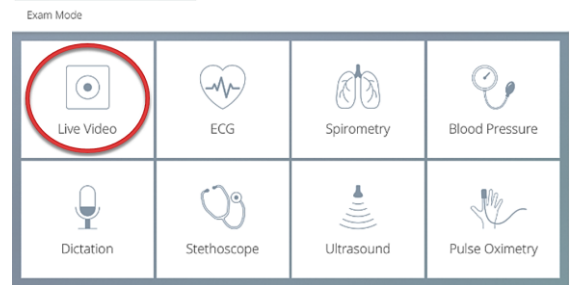 Exam Mode
Live Video
ECG
Spirometry
Blood Pressure
Dictation
Stethoscope
Ultrasound
Pulse Oximetry